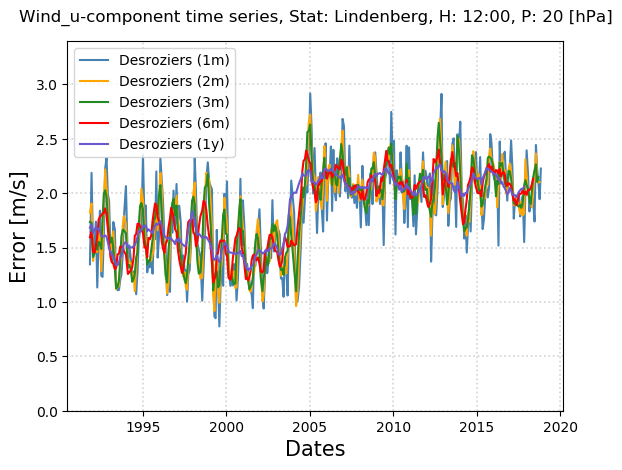 Wind_u-component time series, Stat: Lindenberg, H: 12:00, P: 20 [hPa]
Desroziers (1m)
Desroziers (2m)
Desroziers (3m)
Desroziers (6m)
Desroziers (1y)
Error [m/s]
3.0
2.5
2.0
1.5
1.0
0.5
0.0
1995 2000 2005 2010 2015 2020
Dates